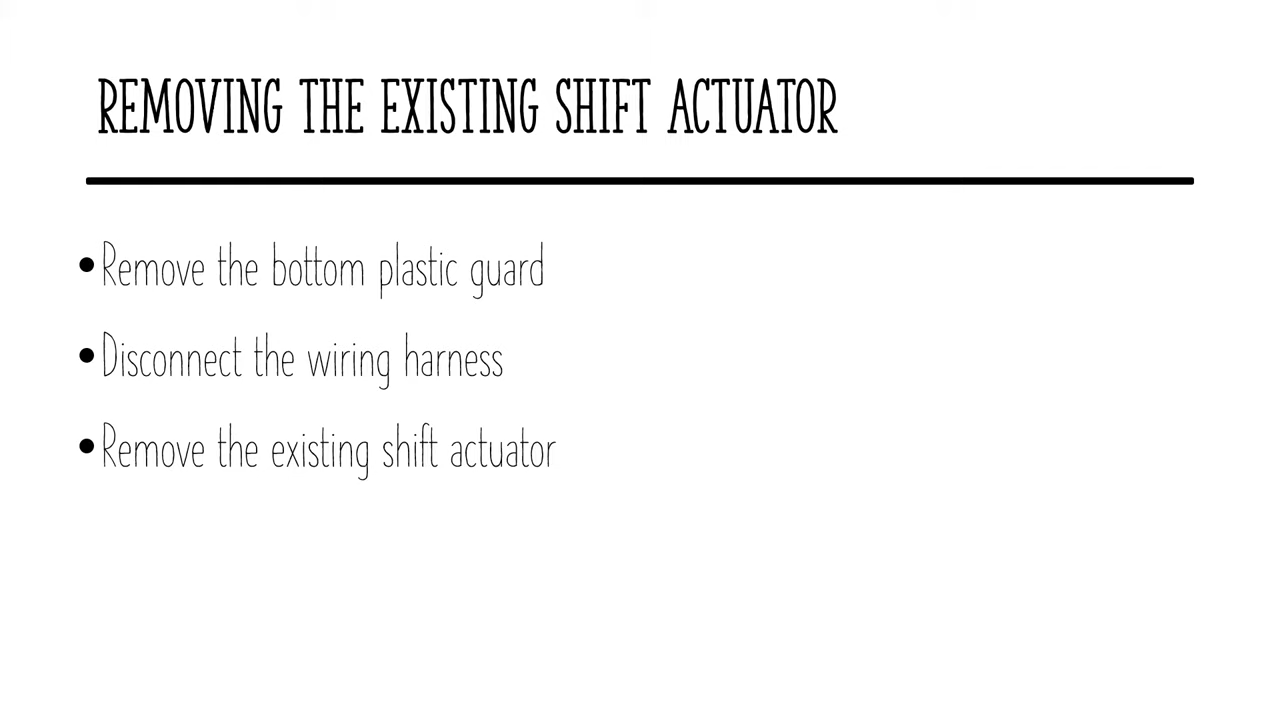 REMOVING THE EXISTING SHIFT ACTUATOR
•Remove the bottom plastic guard
•Disconnect the wiring harness
•Remove the existing shift actuator